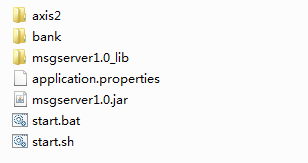 axis2
bank
msgserver1.0_lib
application.properties
msgserver1.0.jar
start.bat
start.sh